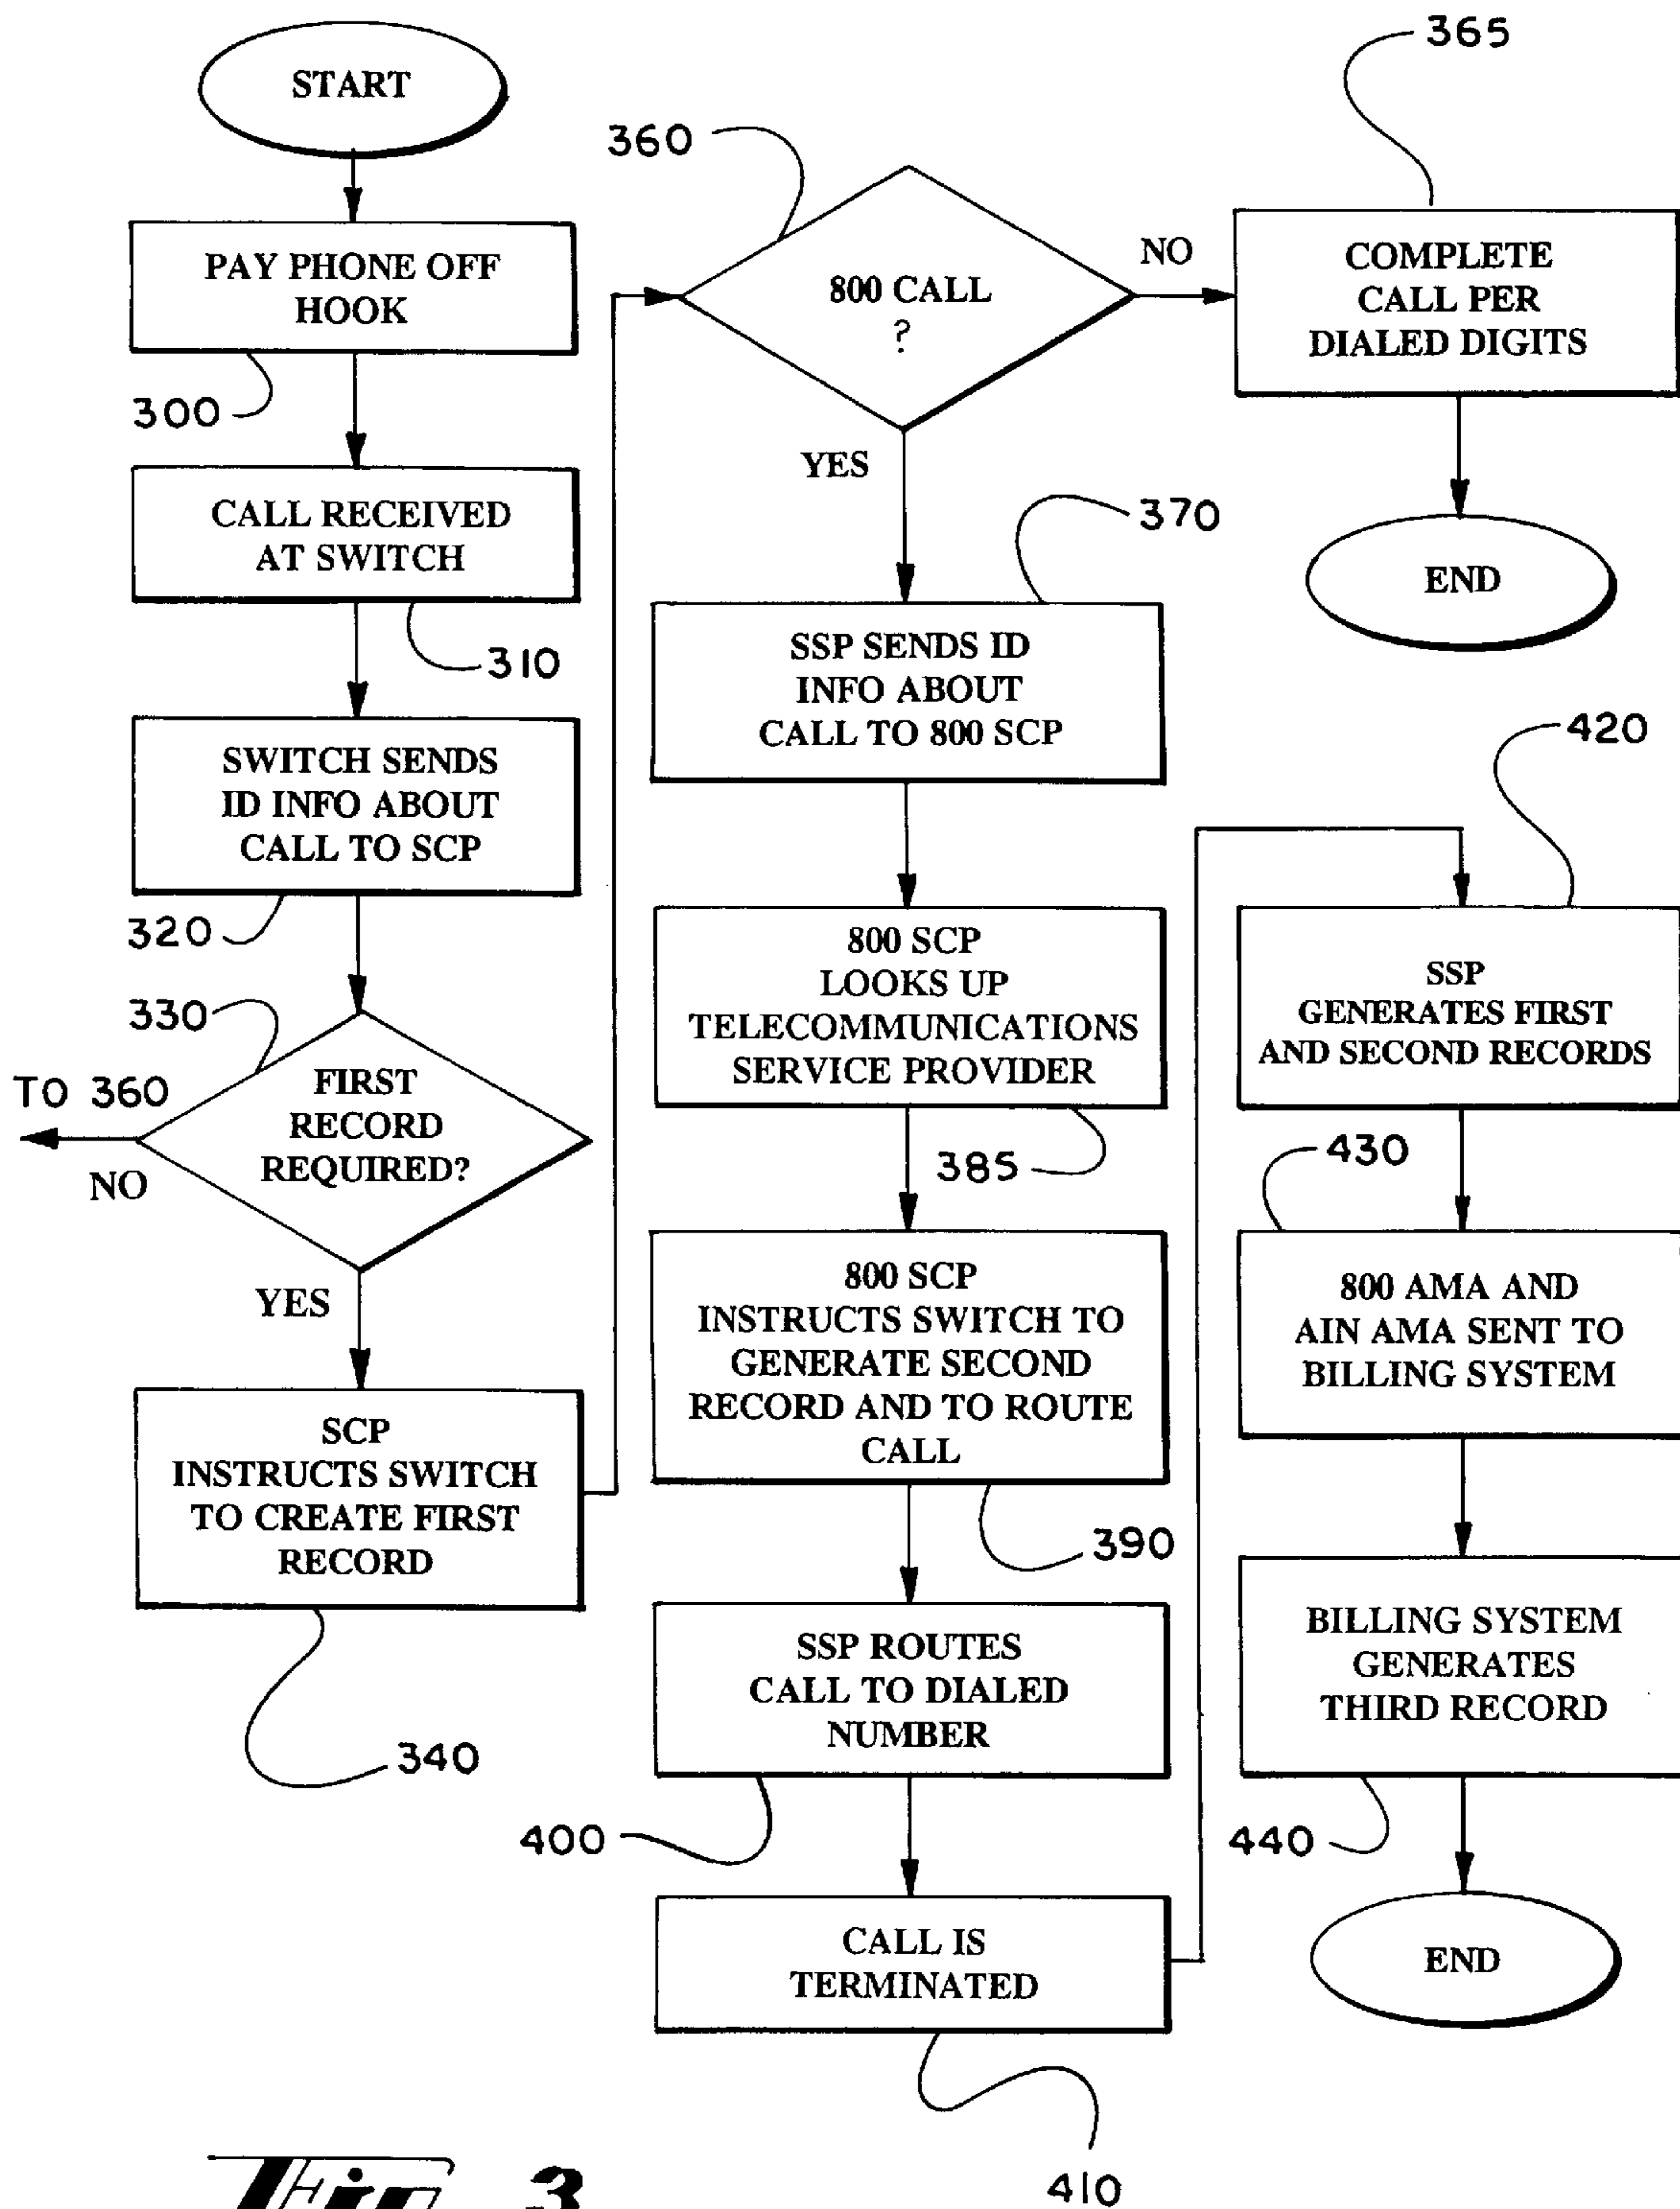 START
PAY PHONE OFF
HOOK
300
CALL RECEIVED
AT SWITCH
310
SWITCH SENDS
ID INFO ABOUT
CALL TO SCP
320
330
FIRST
RECORD
REQUIRED?
TO 360
NO
YES
SCP
INSTRUCTS SWITCH
TO CREATE FIRST
RECORD
340
360
800 CALL
?
NO
YES
365
COMPLETE
CALL PER
DIALED DIGITS
END
370
SSP SENDS ID
INFO ABOUT
CALL TO 800 SCP
800 SCP
LOOKS UP
TELECOMMUNICATIONS
SERVICE PROVIDER
385
800 SCP
INSTRUCTS SWITCH TO
GENERATE SECOND
RECORD AND TO ROUTE
CALL
390
SSP ROUTES
CALL TO DIALED
NUMBER
400
CALL IS
TERMINATED
410
420
SSP
GENERATES FIRST
AND SECOND RECORDS
430
800 AMA AND
AIN AMA SENT TO
BILLING SYSTEM
BILLING SYSTEM
GENERATES
THIRD RECORD
440
END
Fig 3